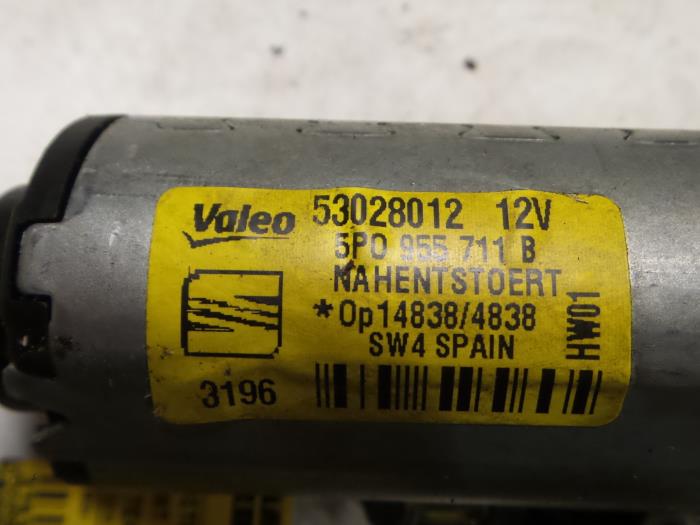 Valeo 53028012 12V
5P0 955 711 B
NAHENTSTOERT
*Op14838/4838
SW4 SPAIN
3196
HW01